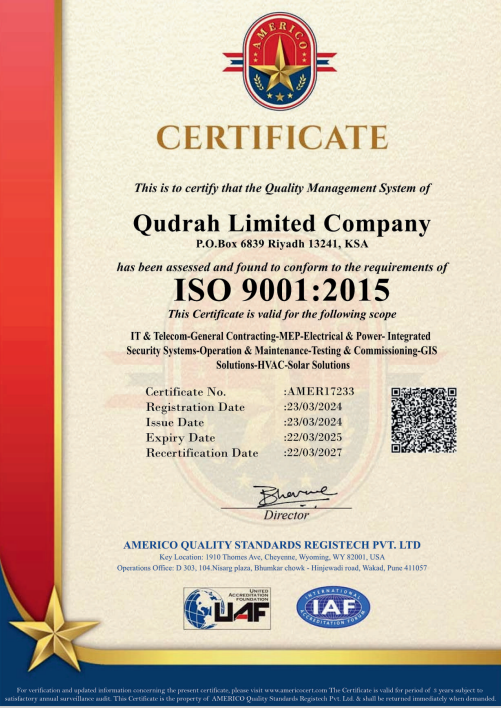 AMERICO
CERTIFICATE
This is to certify that the Quality Management System of
Qudrah Limited Company
P.O.Box 6839 Riyadh 13241, KSA
has been assessed and found to conform to the requirements of
ISO 9001:2015
This Certificate is valid for the following scope
IT & Telecom-General Contracting-MEP-Electrical & Power- Integrated
Security Systems-Operation & Maintenance-Testing & Commissioning-GIS
Solutions-HVAC-Solar Solutions
Certificate No. :AMER17233
Registration Date :23/03/2024
Issue Date :23/03/2024
Expiry Date :22/03/2025
Recertification Date :22/03/2027
Director
AMERICO QUALITY STANDARDS REGISTECH PVT. LTD
Key Location: 1910 Thomes Ave, Cheyenne, Wyoming, WY 82001, USA
Operations Office: D 303, 104.Nisarg plaza, Bhumkar chowk - Hinjewadi road, Wakad, Pune 411057
UNITED
ACCREDITATION
FOUNDATION
UAF
INTERNATIONAL
IAF
ACCREDITATION FORUM
For verification and updated information concerning the present certificate, please visit www.americocert.com The Certificate is valid for period of 3 years subject to
satisfactory annual surveillance audit. This Certificate is the property of AMERICO Quality Standards Registech Pvt. Ltd. & shall be returned immediately when demanded.